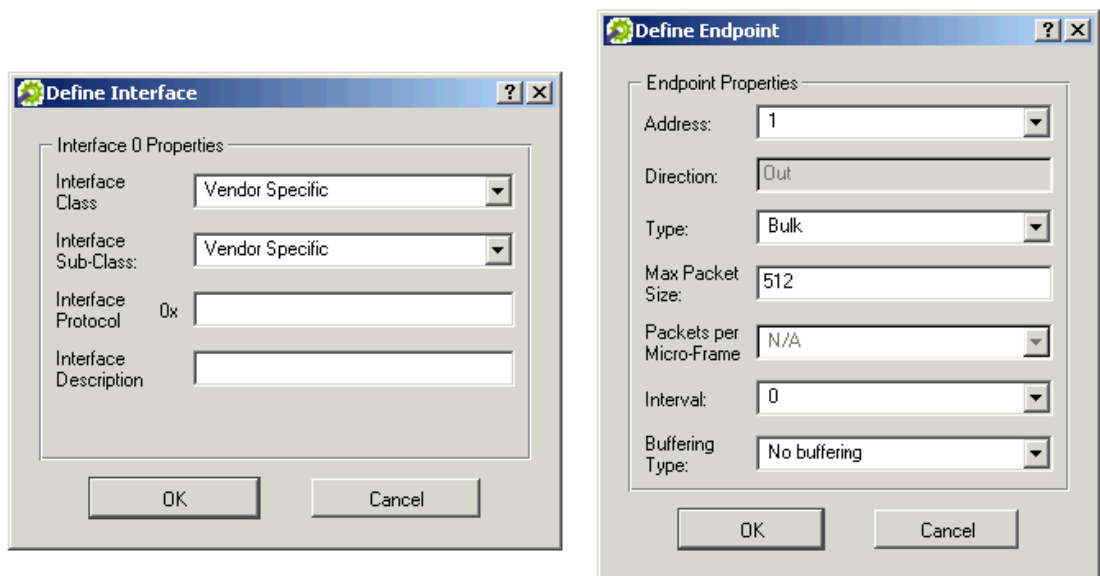 Define Interface
?
Interface 0 Properties
Interface
Class
Vendor Specific
Interface
Sub-Class:
Vendor Specific
Interface
Protocol
0x
Interface
Description
OK
Cancel
Define Endpoint
?
Endpoint Properties
Address:
1
Direction:
Out
Type:
Bulk
Max Packet
Size:
512
Packets per
Micro-Frame
N/A
Interval:
0
Buffering
Type:
No buffering
OK
Cancel